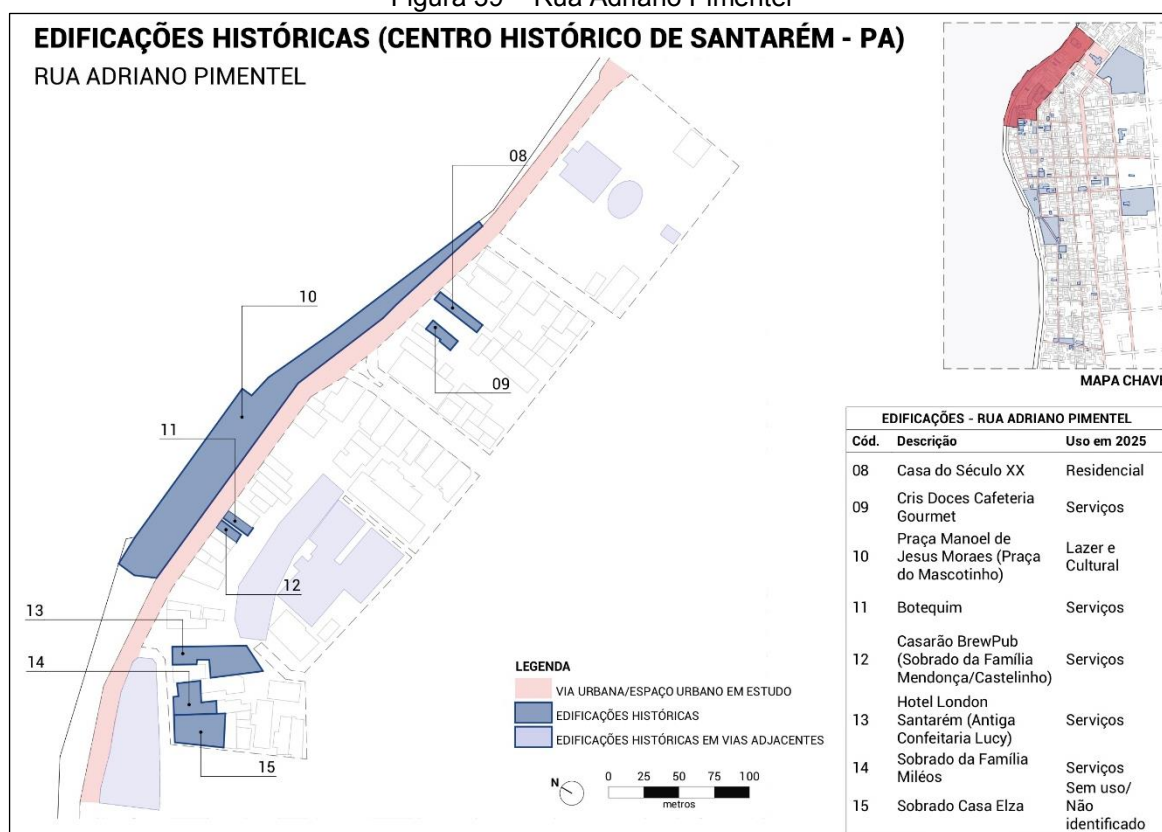 Figura 39 – Rua Adriano Pimentel
EDIFICAÇÕES HISTÓRICAS (CENTRO HISTÓRICO DE SANTARÉM - PA)
RUA ADRIANO PIMENTEL
08
10
09
11
12
13
14
15
MAPA CHAVE
EDIFICAÇÕES - RUA ADRIANO PIMENTEL
Cód. Descrição Uso em 2025
08 Casa do Século XX Residencial
09 Cris Doces Cafeteria Gourmet Serviços
10 Praça Manoel de Jesus Moraes (Praça do Mascotinho) Lazer e Cultural
11 Botequim Serviços
12 Casarão BrewPub (Sobrado da Família Mendonça/Castelinho) Serviços
13 Hotel London Santarém (Antiga Confeitaria Lucy) Serviços
14 Sobrado da Família Miléos Serviços
15 Sobrado Casa Elza Sem uso/ Não identificado
LEGENDA
VIA URBANA/ESPAÇO URBANO EM ESTUDO
EDIFICAÇÕES HISTÓRICAS
EDIFICAÇÕES HISTÓRICAS EM VIAS ADJACENTES
N
0 25 50 75 100
metros